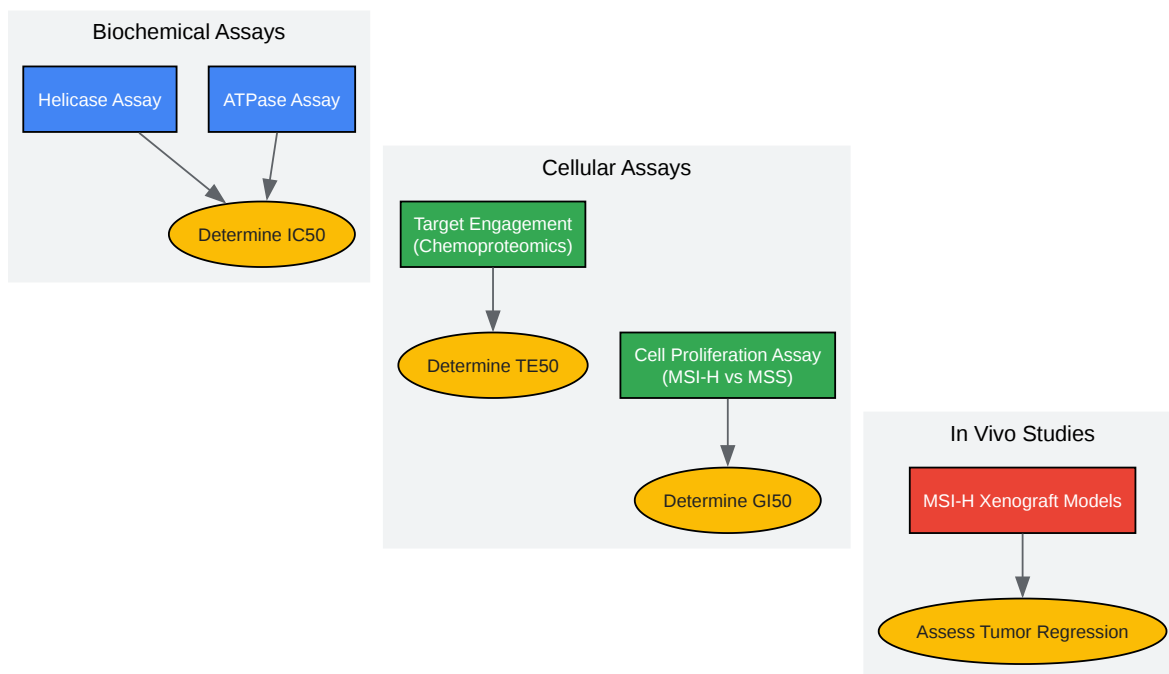 Biochemical Assays
Helicase Assay
ATPase Assay
Determine IC50
Cellular Assays
Target Engagement
(Chemoproteomics)
Determine TE50
Cell Proliferation Assay
(MSI-H vs MSS)
Determine GI50
In Vivo Studies
MSI-H Xenograft Models
Assess Tumor Regression